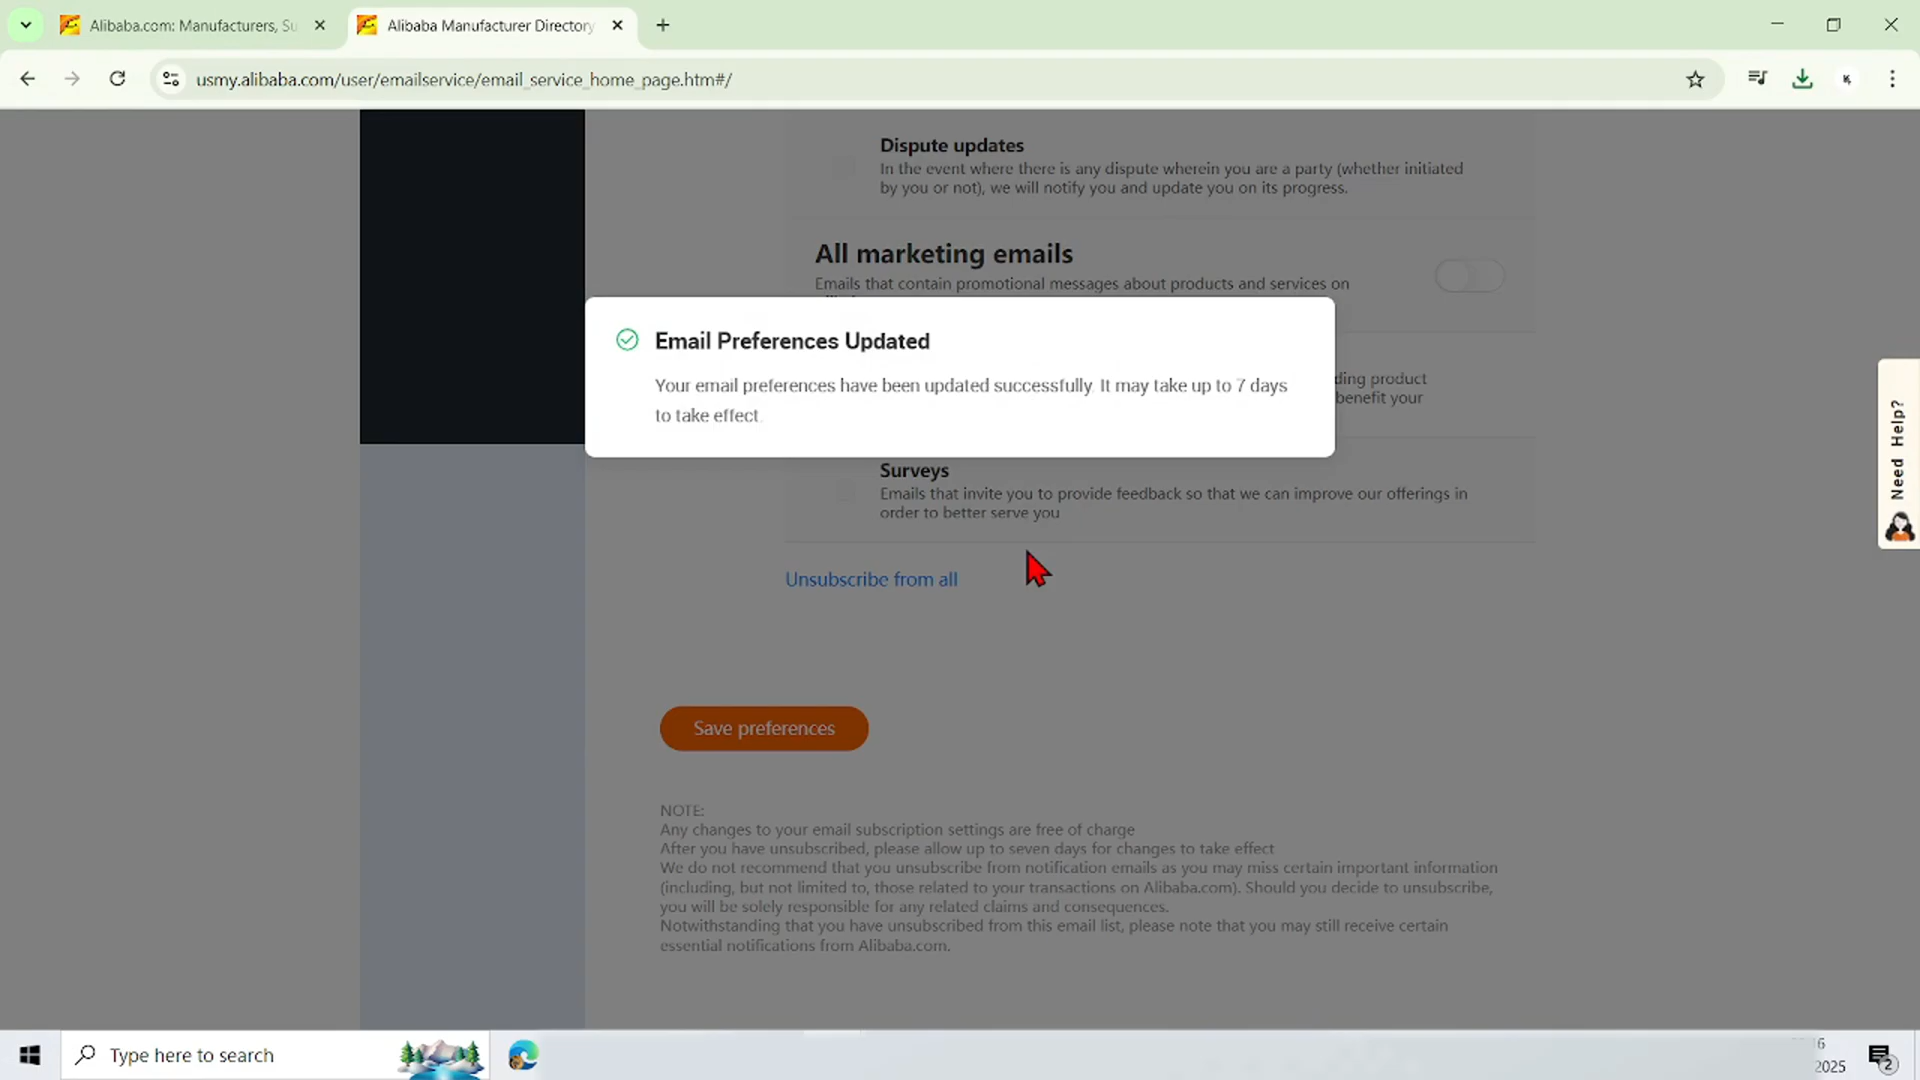 Alibaba.com: Manufacturers, Su
Alibaba Manufacturer Directory
usmy.alibaba.com/user/emailservice/email_service_home_page.htm#/
Dispute updates
In the event where there is any dispute wherein you are a party (whether initiated
by you or not), we will notify you and update you on its progress.
All marketing emails
Emails that contain promotional messages about products and services on
Email Preferences Updated
Your email preferences have been updated successfully. It may take up to 7 days
to take effect.
ding product
benefit your
Surveys
Emails that invite you to provide feedback so that we can improve our offerings in
order to better serve you
Unsubscribe from all
Need Help?
Save preferences
NOTE:
Any changes to your email subscription settings are free of charge
After you have unsubscribed, please allow up to seven days for changes to take effect
We do not recommend that you unsubscribe from notification emails as you may miss certain important information
(including, but not limited to, those related to your transactions on Alibaba.com). Should you decide to unsubscribe,
you will be solely responsible for any related claims and consequences.
Notwithstanding that you have unsubscribed from this email list, please note that you may still receive certain
essential notifications from Alibaba.com.
Type here to search
6
2025
2